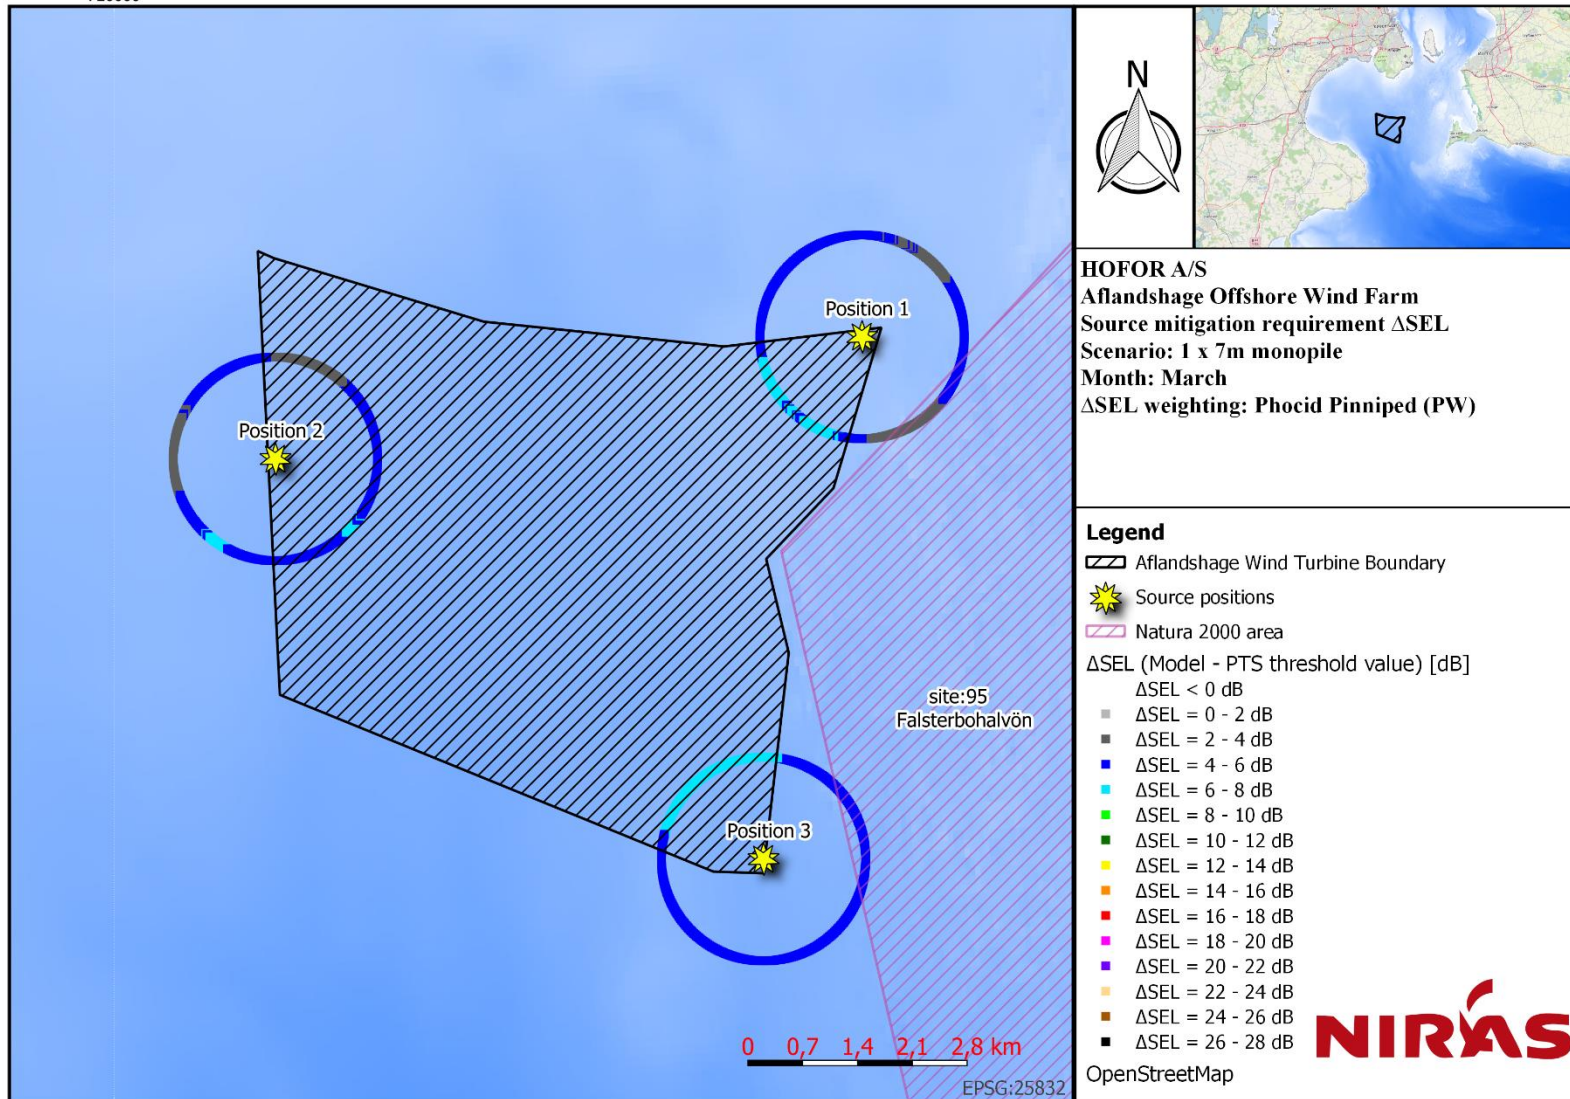 N
HOFOR A/S
Aflandshage Offshore Wind Farm
Source mitigation requirement ΔSEL
Scenario: 1 x 7m monopile
Month: March
ΔSEL weighting: Phocid Pinniped (PW)
Position 1
Position 2
Position 3
site:95
Falsterbohalvön
0 0,7 1,4 2,1 2,8 km
EPSG:25832
Legend
Aflandshage Wind Turbine Boundary
Source positions
Natura 2000 area
ΔSEL (Model - PTS threshold value) [dB]
ΔSEL < 0 dB
ΔSEL = 0 - 2 dB
ΔSEL = 2 - 4 dB
ΔSEL = 4 - 6 dB
ΔSEL = 6 - 8 dB
ΔSEL = 8 - 10 dB
ΔSEL = 10 - 12 dB
ΔSEL = 12 - 14 dB
ΔSEL = 14 - 16 dB
ΔSEL = 16 - 18 dB
ΔSEL = 18 - 20 dB
ΔSEL = 20 - 22 dB
ΔSEL = 22 - 24 dB
ΔSEL = 24 - 26 dB
ΔSEL = 26 - 28 dB
OpenStreetMap
NIRAS